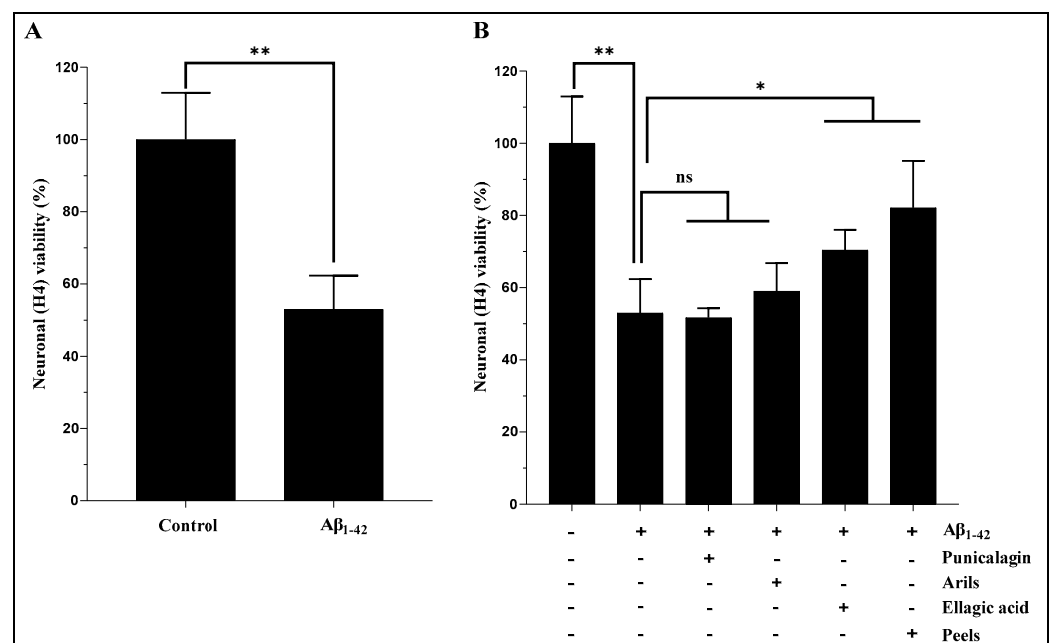 A
**
Neuronal (H4) viability (%)
120
100
80
60
40
20
0
Control
Aβ1-42
B
**
*
ns
Neuronal (H4) viability (%)
120
100
80
60
40
20
0
- + + + + + Aβ1-42
- - + - - - Punicalagin
- - - + - - Arils
- - - - + - Ellagic acid
- - - - - + Peels